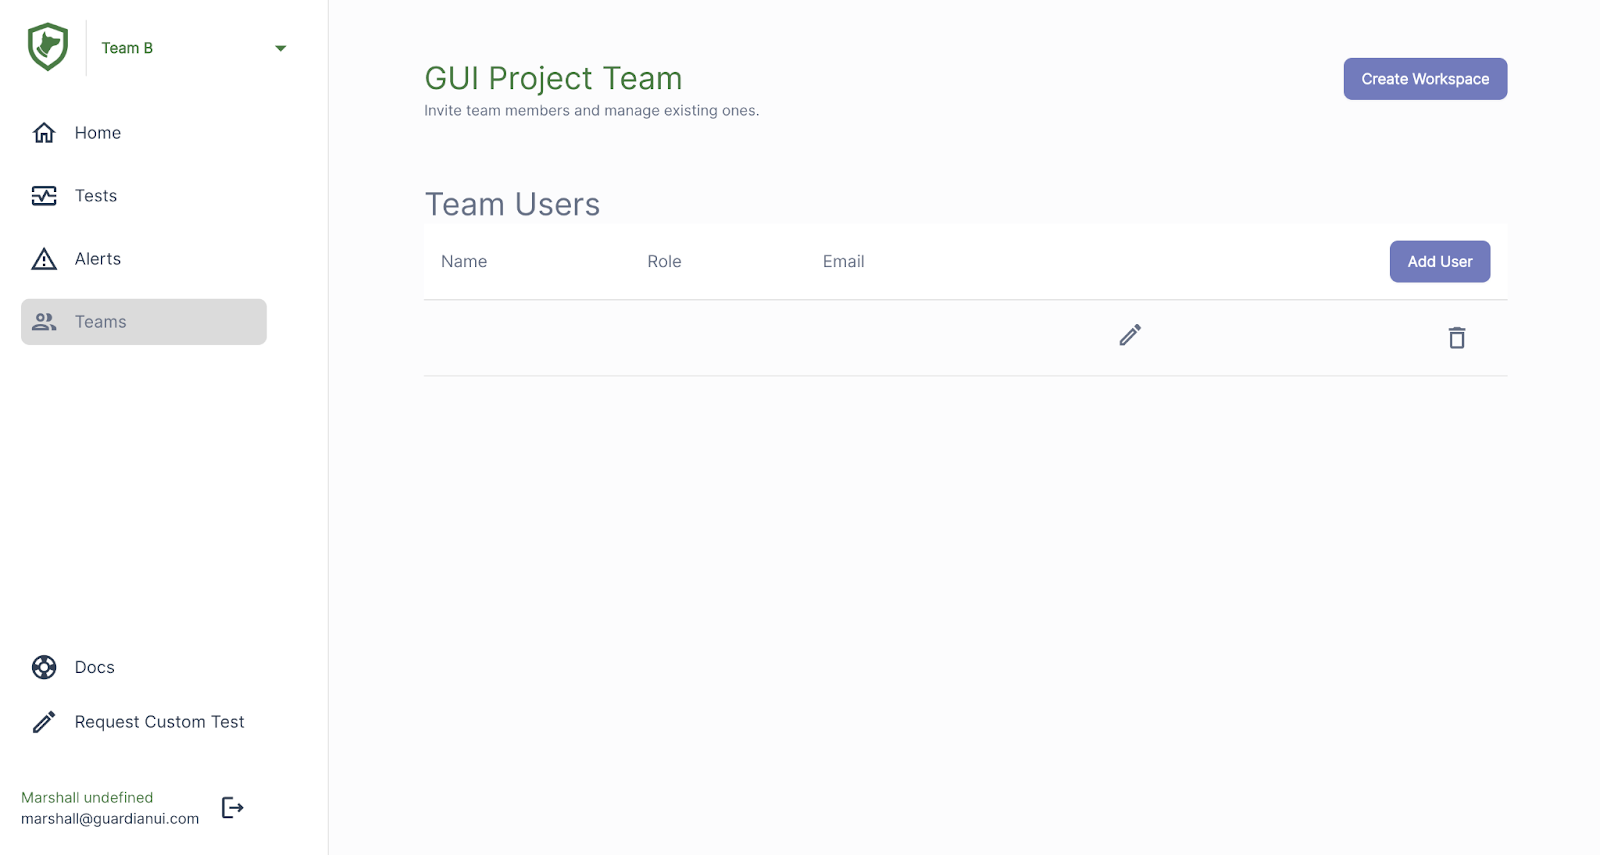 Team B
Home
Tests
Alerts
Teams
Docs
Request Custom Test
Marshall undefined
marshall@guardianui.com
GUI Project Team
Create Workspace
Invite team members and manage existing ones.
Team Users
Name Role Email Add User